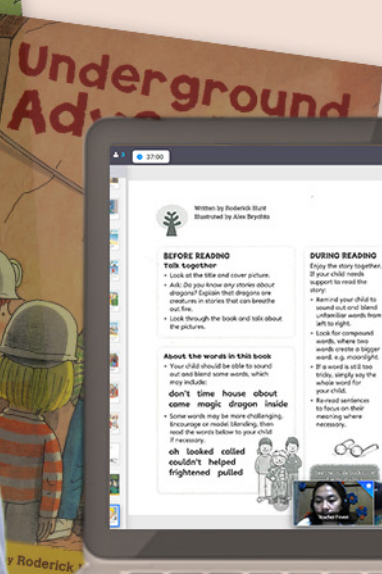 Underground
Adv
3
37:00
Written by Roderick Hunt
Illustrated by Alex Brychta
BEFORE READING
Talk together
• Look at the title and cover picture.
• Ask: Do you know any stories about
dragons? Explain that dragons are
creatures in stories that can breathe
out fire.
• Look through the book and talk about
the pictures.
About the words in this book
• Your child should be able to sound
out and blend some words, which
may include:
don't time house about
came magic dragon inside
• Some words may be more challenging.
Encourage or model blending, then
read the words below to your child
if necessary.
oh looked called
couldn't helped
frightened pulled
DURING READING
Enjoy the story together.
If your child needs
support to read the
story:
• Remind your child to
sound out and blend
unfamiliar words from
left to right.
• Look for compound
words, where two
words create a bigger
word. e.g. moonlight.
• If a word is still too
tricky, simply say the
whole word for
your child.
• Re-read sentences
to focus on their
meaning where
necessary.
Teacher
y Roderick